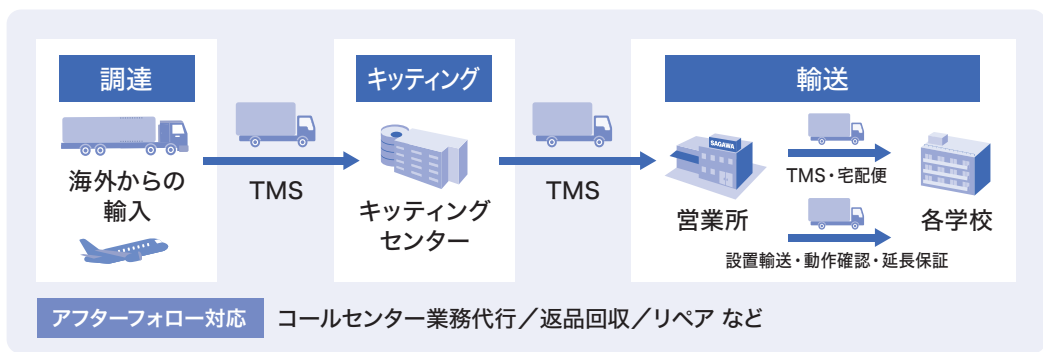 調達
海外からの
輸入
TMS
キッティング
キッティング
センター
TMS
輸送
SAGAWA
営業所
TMS・宅配便
設置輸送・動作確認・延長保証
各学校
アフターフォロー対応
コールセンター業務代行／返品回収／リペア など